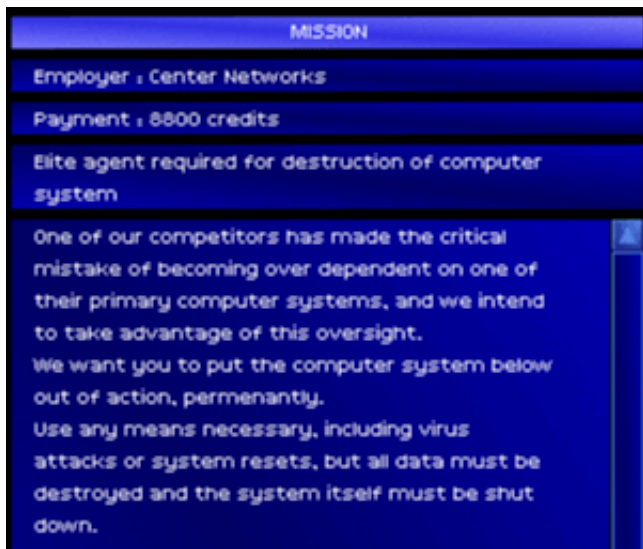 MISSION
Employer : Center Networks
Payment : 8800 credits
Elite agent required for destruction of computer
system
One of our competitors has made the critical
mistake of becoming over dependent on one of
their primary computer systems, and we intend
to take advantage of this oversight.
We want you to put the computer system below
out of action, permenantly.
Use any means necessary, including virus
attacks or system resets, but all data must be
destroyed and the system itself must be shut
down.